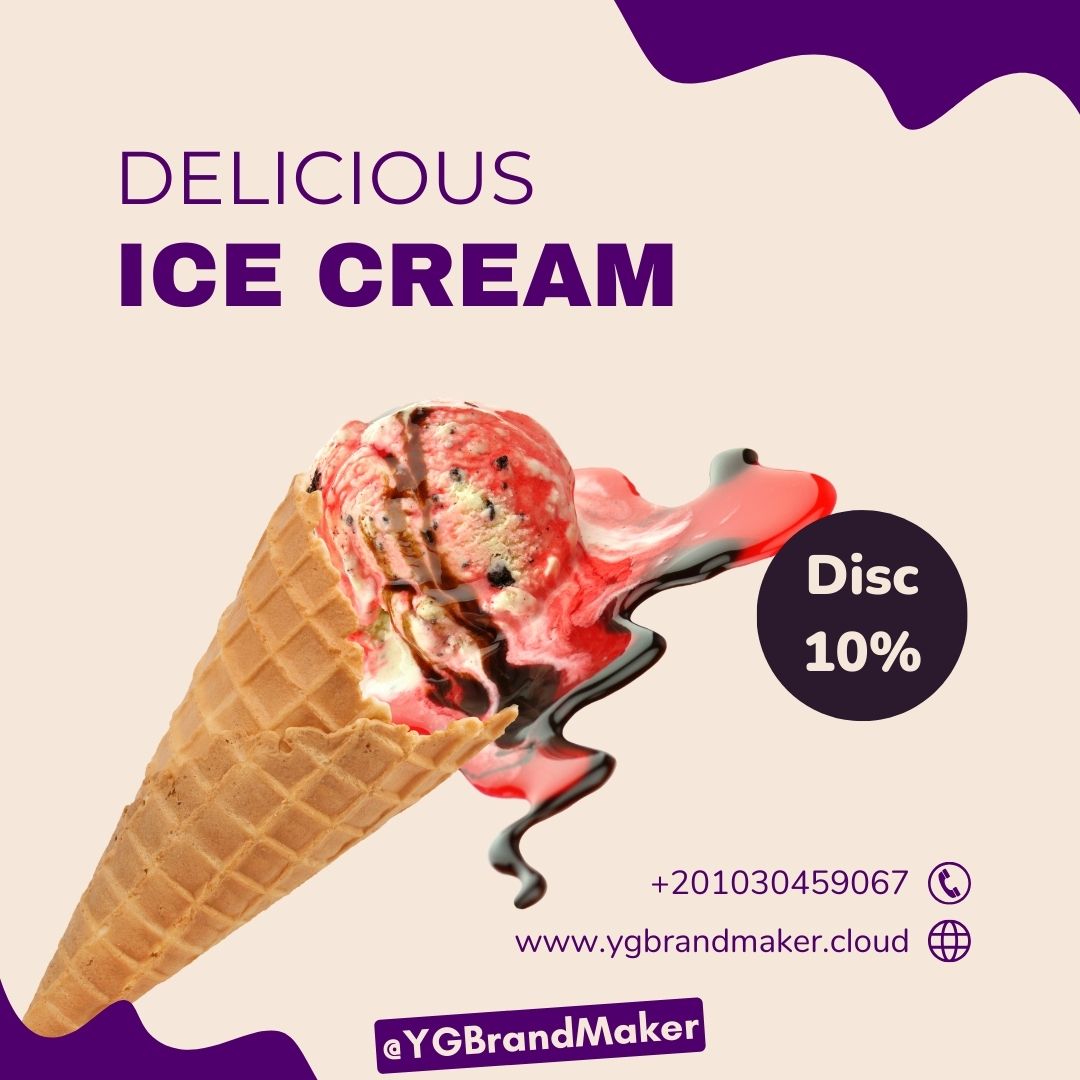 DELICIOUS
ICE CREAM
Disc
10%
+201030459067
www.ygbrandmaker.cloud
@YGBrandMaker